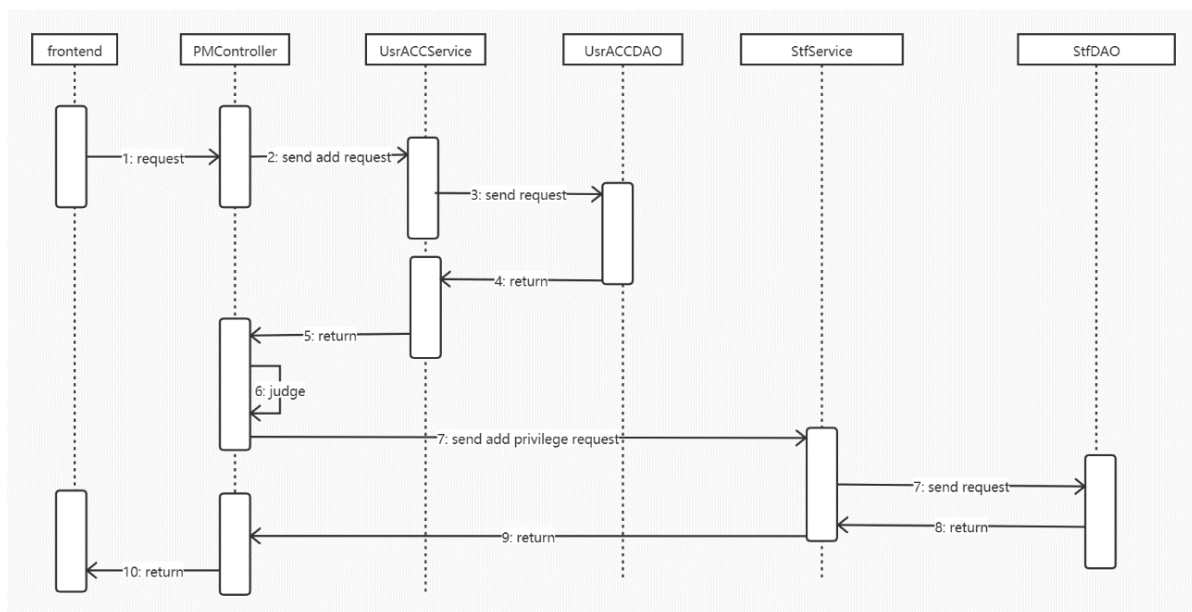 frontend
PMController
UsrACCService
UsrACCDAO
StfService
StfDAO
1: request
2: send add request
3: send request
4: return
5: return
6: judge
7: send add privilege request
7: send request
8: return
9: return
10: return